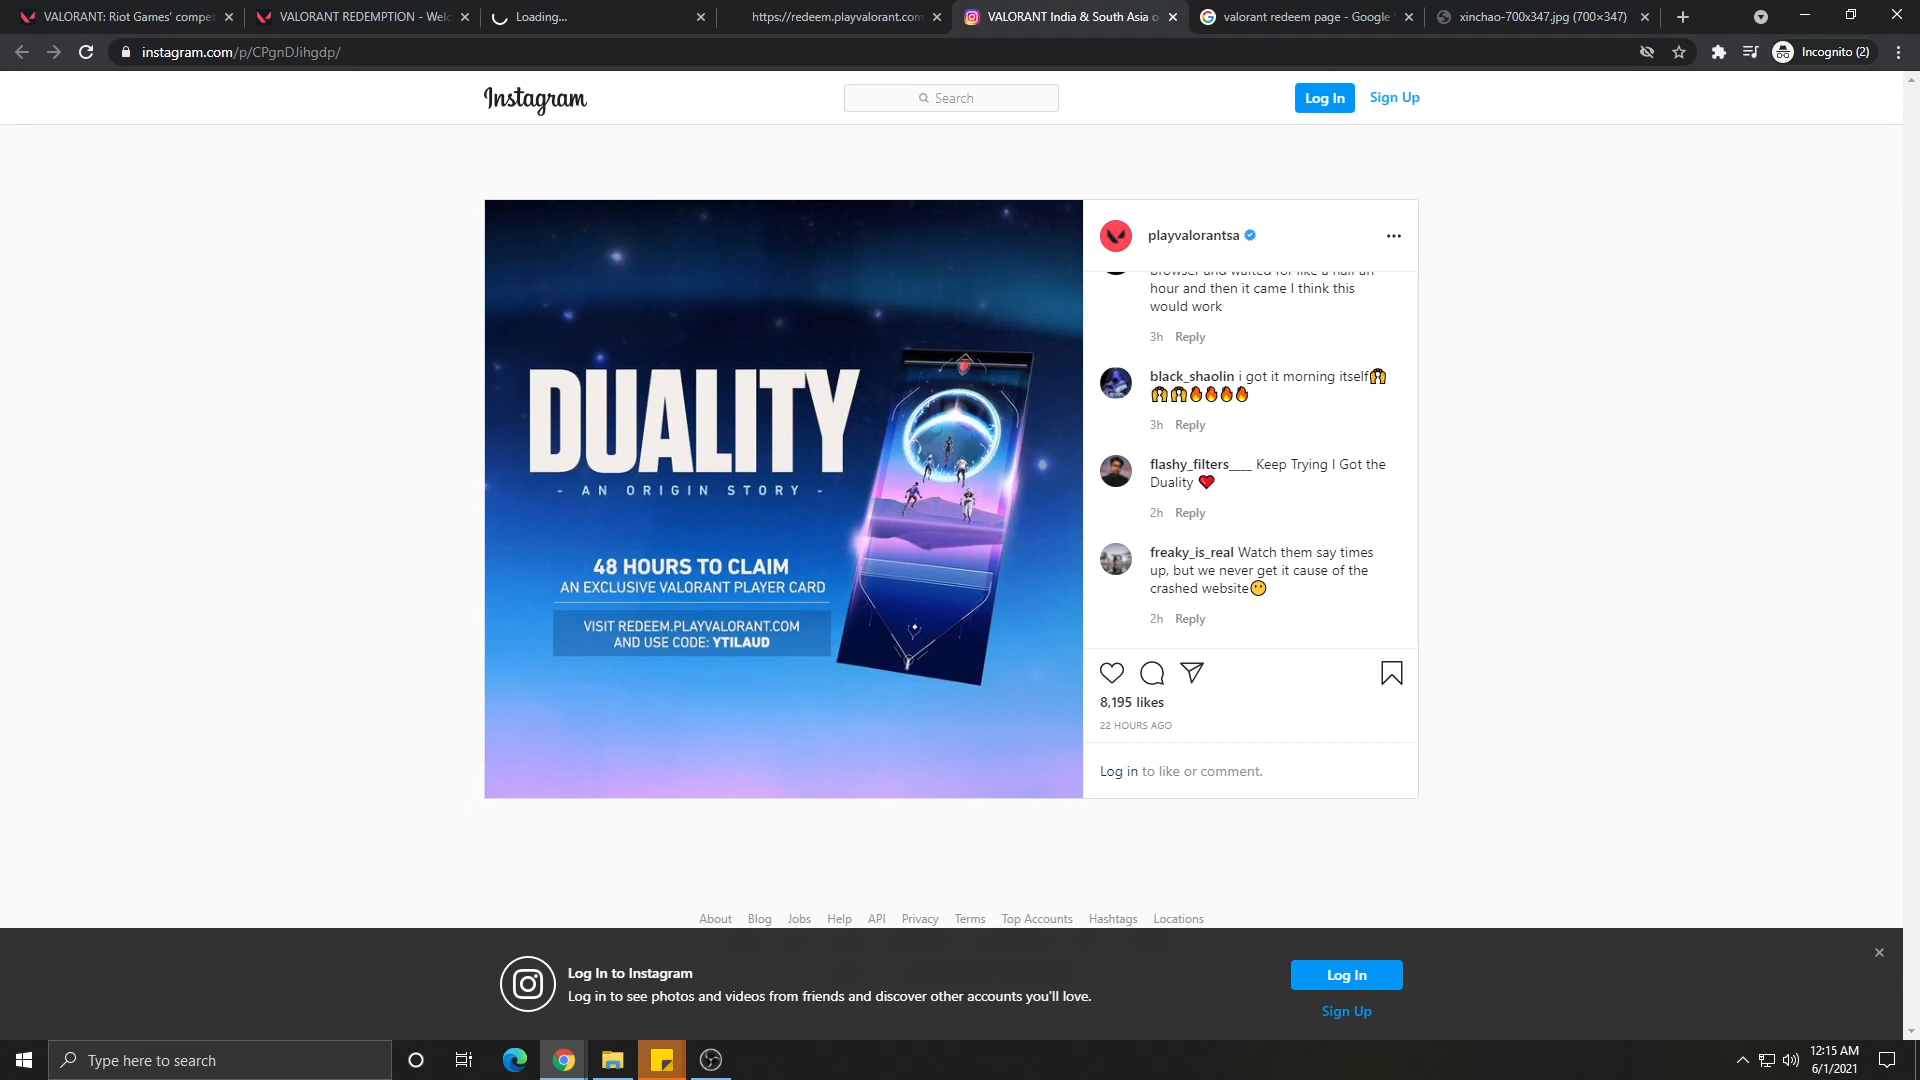 VALORANT: Riot Games' compet
VALORANT REDEMPTION - Welc
Loading...
https://redeem.playvalorant.com
VALORANT India & South Asia o
valorant redeem page - Google
xinchao-700x347.jpg (700×347)
instagram.com/p/CPgnDJihgdp/
Incognito (2)
Instagram
Search
Log In
Sign Up
DUALITY
- AN ORIGIN STORY -
48 HOURS TO CLAIM
AN EXCLUSIVE VALORANT PLAYER CARD
VISIT REDEEM.PLAYVALORANT.COM
AND USE CODE: YTILAUD
playvalorantsa
browser and waited for like a half an
hour and then it came I think this
would work
3h Reply
black_shaolin i got it morning itself🙌
🙌🙌🔥🔥🔥🔥
3h Reply
flashy_filters____ Keep Trying I Got the
Duality ❤️
2h Reply
freaky_is_real Watch them say times
up, but we never get it cause of the
crashed website😶
2h Reply
8,195 likes
22 HOURS AGO
Log in to like or comment.
About Blog Jobs Help API Privacy Terms Top Accounts Hashtags Locations
Log In to Instagram
Log in to see photos and videos from friends and discover other accounts you'll love.
Log In
Sign Up
Type here to search
12:15 AM
6/1/2021